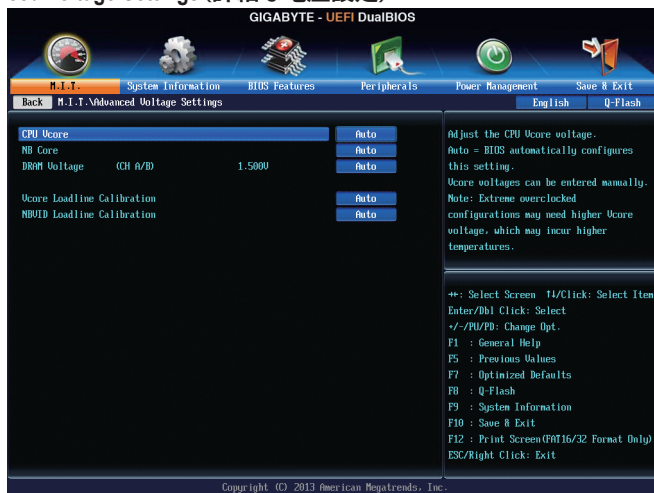 GIGABYTE - UEFI DualBIOS
M.I.T.
System Information
BIOS Features
Peripherals
Power Management
Save & Exit
Back
M.I.T.\Advanced Voltage Settings
English
Q-Flash
CPU Vcore Auto
NB Core Auto
DRAM Voltage (CH A/B) 1.500V Auto
Vcore Loadline Calibration Auto
NBVID Loadline Calibration Auto
Adjust the CPU Vcore voltage.
Auto = BIOS automatically configures
this setting.
Vcore voltages can be entered manually.
Note: Extreme overclocked
configurations may need higher Vcore
voltage, which may incur higher
temperatures.
→←: Select Screen ↑↓/Click: Select Item
Enter/Dbl Click: Select
+/-/PU/PD: Change Opt.
F1 : General Help
F5 : Previous Values
F7 : Optimized Defaults
F8 : Q-Flash
F9 : System Information
F10 : Save & Exit
F12 : Print Screen(FAT16/32 Format Only)
ESC/Right Click: Exit
Copyright (C) 2013 American Megatrends, Inc.